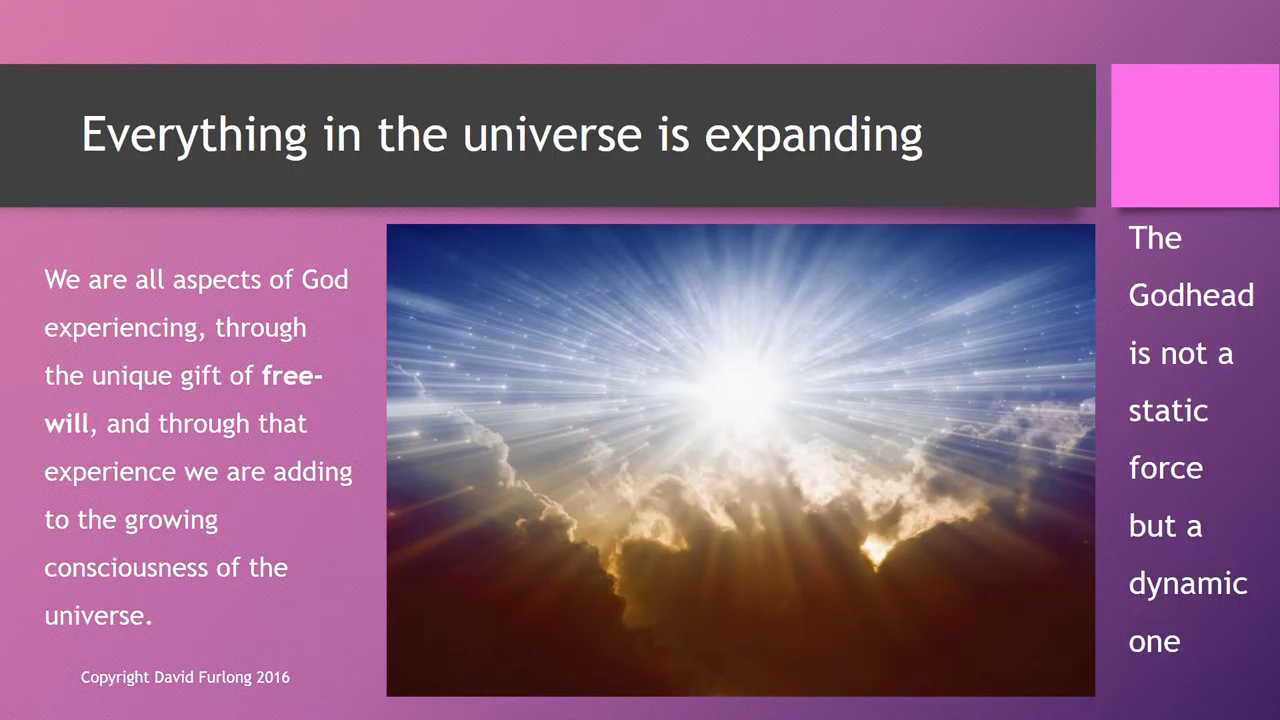 Everything in the universe is expanding
We are all aspects of God
experiencing, through
the unique gift of free-
will, and through that
experience we are adding
to the growing
consciousness of the
universe.
Copyright David Furlong 2016
The
Godhead
is not a
static
force
but a
dynamic
one